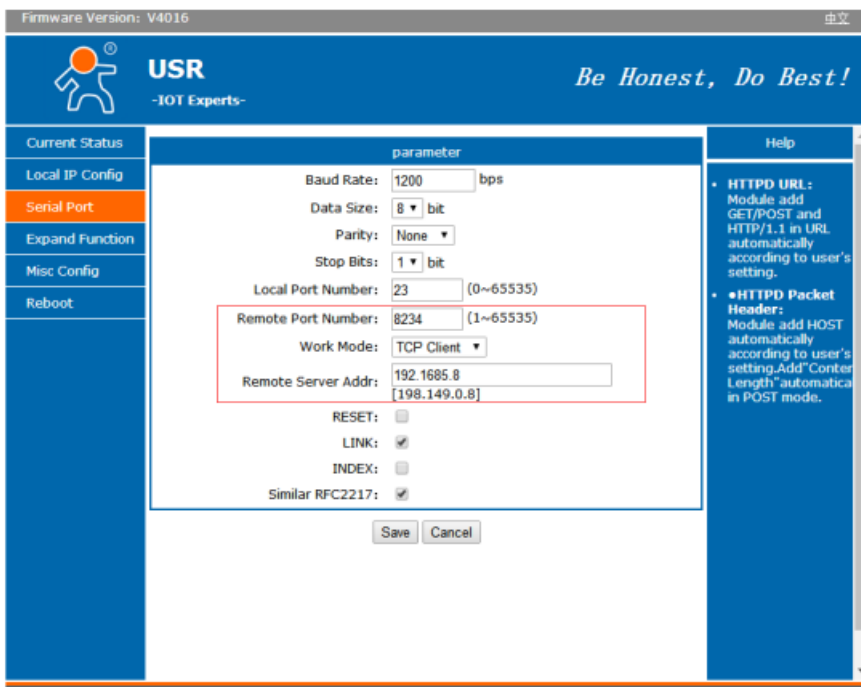 Firmware Version: V4016
中文
®
USR
-IOT Experts-
Be Honest, Do Best!
Current Status
Local IP Config
Serial Port
Expand Function
Misc Config
Reboot
parameter
Baud Rate: 1200 bps
Data Size: 8 bit
Parity: None
Stop Bits: 1 bit
Local Port Number: 23 (0~65535)
Remote Port Number: 8234 (1~65535)
Work Mode: TCP Client
Remote Server Addr: 192.1685.8
[198.149.0.8]
RESET:
LINK:
INDEX:
Similar RFC2217:
Save Cancel
Help
• HTTPD URL:
Module add
GET/POST and
HTTP/1.1 in URL
automatically
according to user's
setting.
• ●HTTPD Packet
Header:
Module add HOST
automatically
according to user's
setting.Add"Conter
Length"automatica
in POST mode.